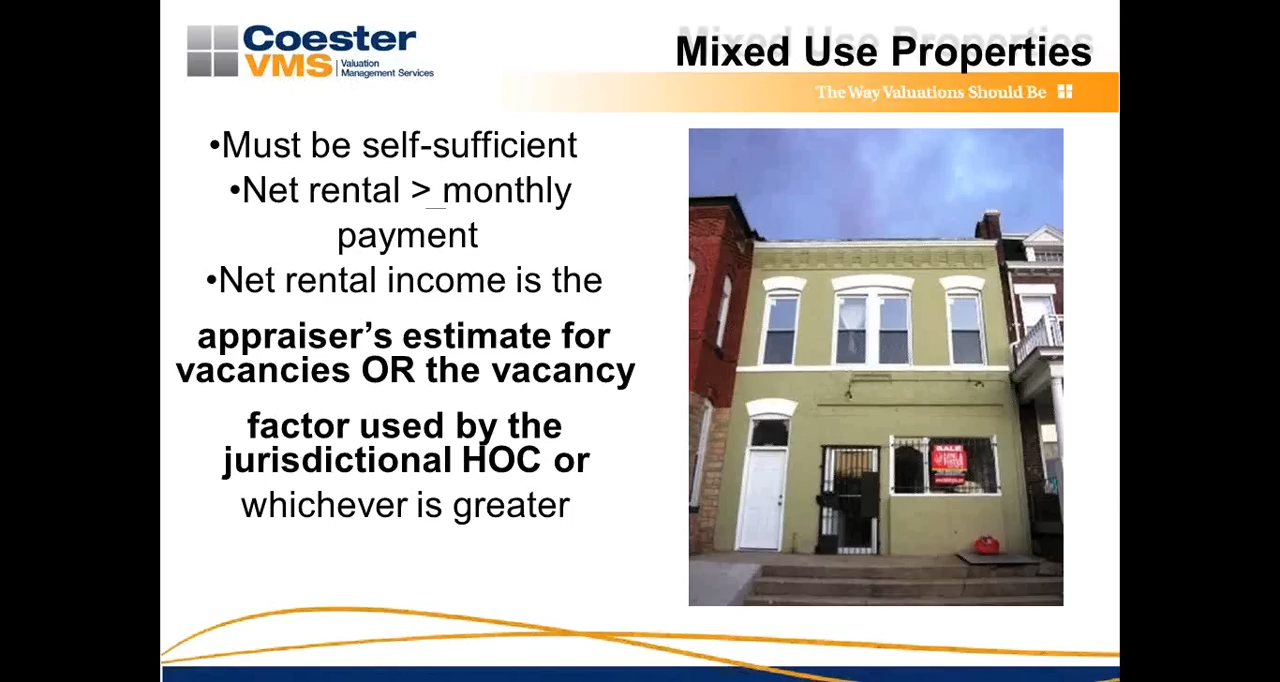 Coester
VMS
Valuation
Management Services
Mixed Use Properties
The Way Valuations Should Be
•Must be self-sufficient
•Net rental >_monthly
payment
•Net rental income is the
appraiser’s estimate for
vacancies OR the vacancy
factor used by the
jurisdictional HOC or
whichever is greater
SALE